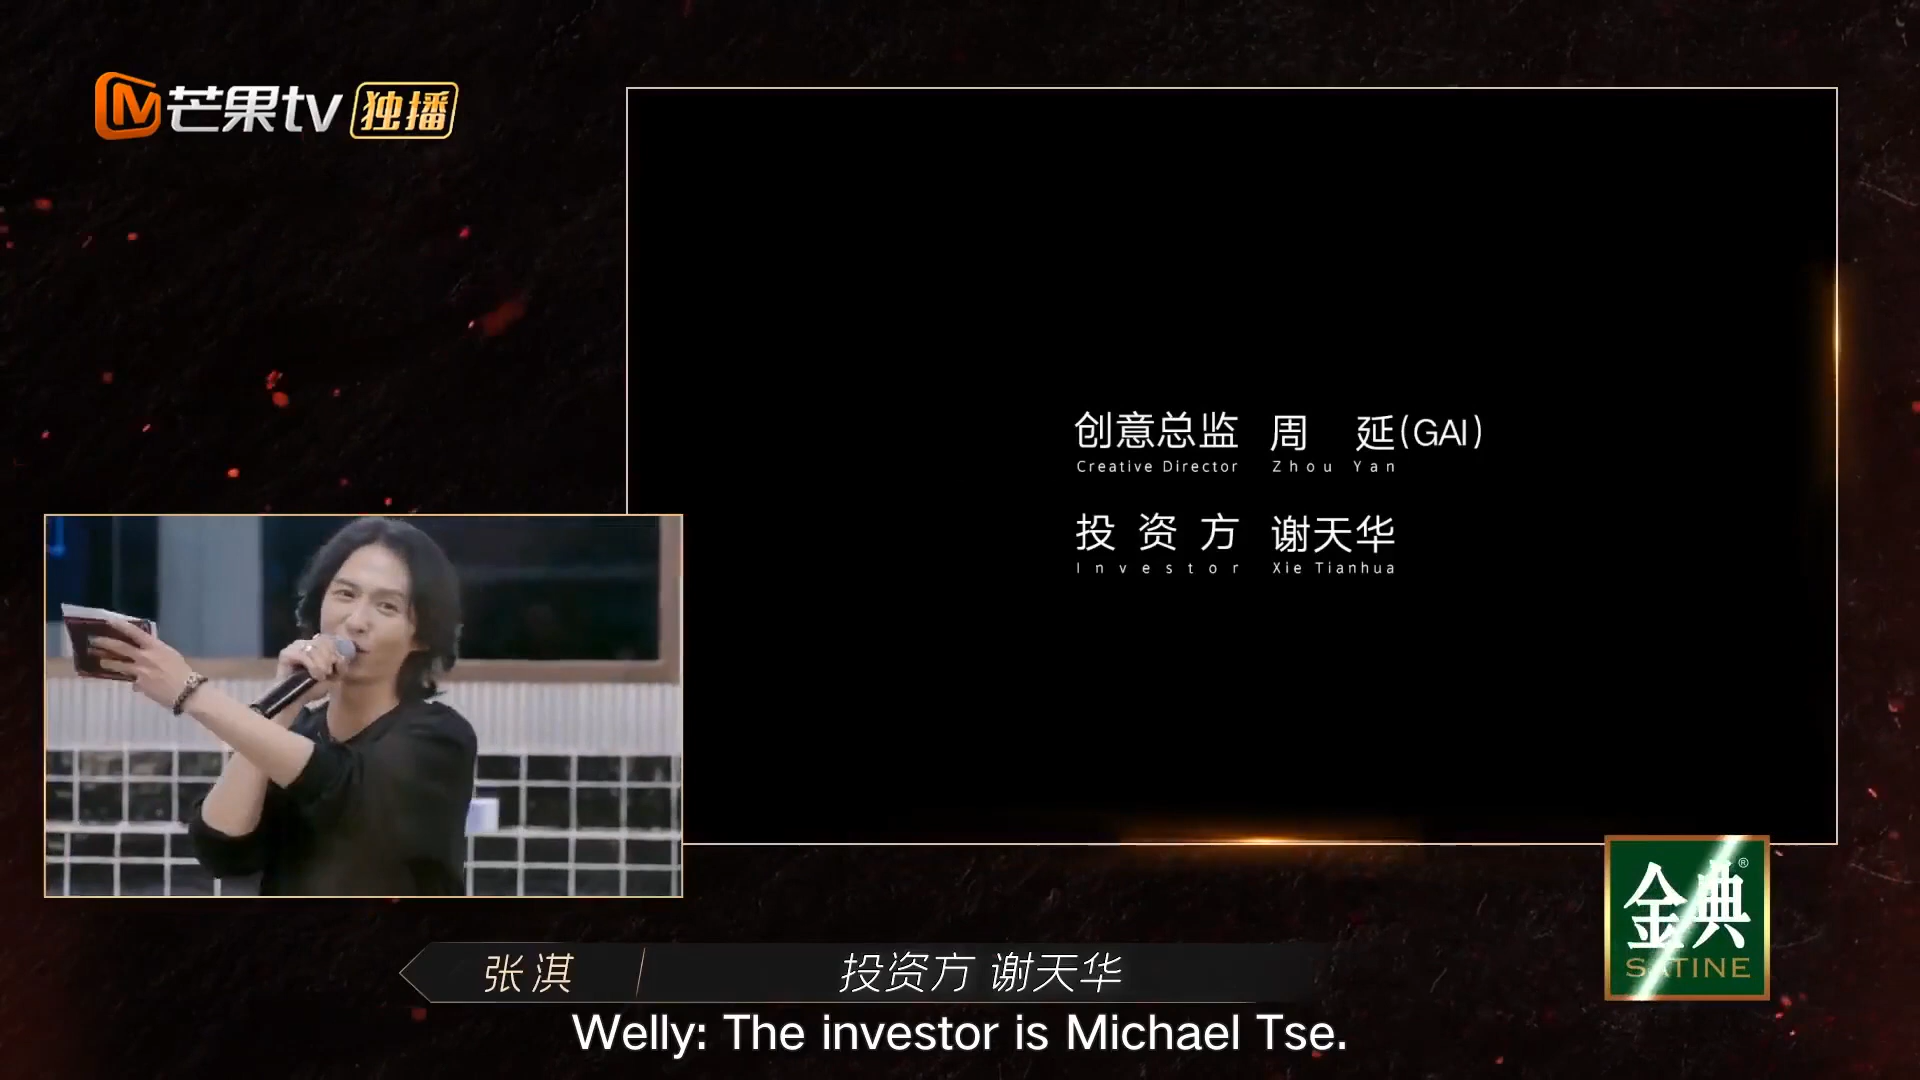 芒果tv 独播
创意总监 周 延(GAI)
Creative Director Zhou Yan
投资方 谢天华
Investor Xie Tianhua
金典®
SATINE
张淇 投资方 谢天华
Welly: The investor is Michael Tse.